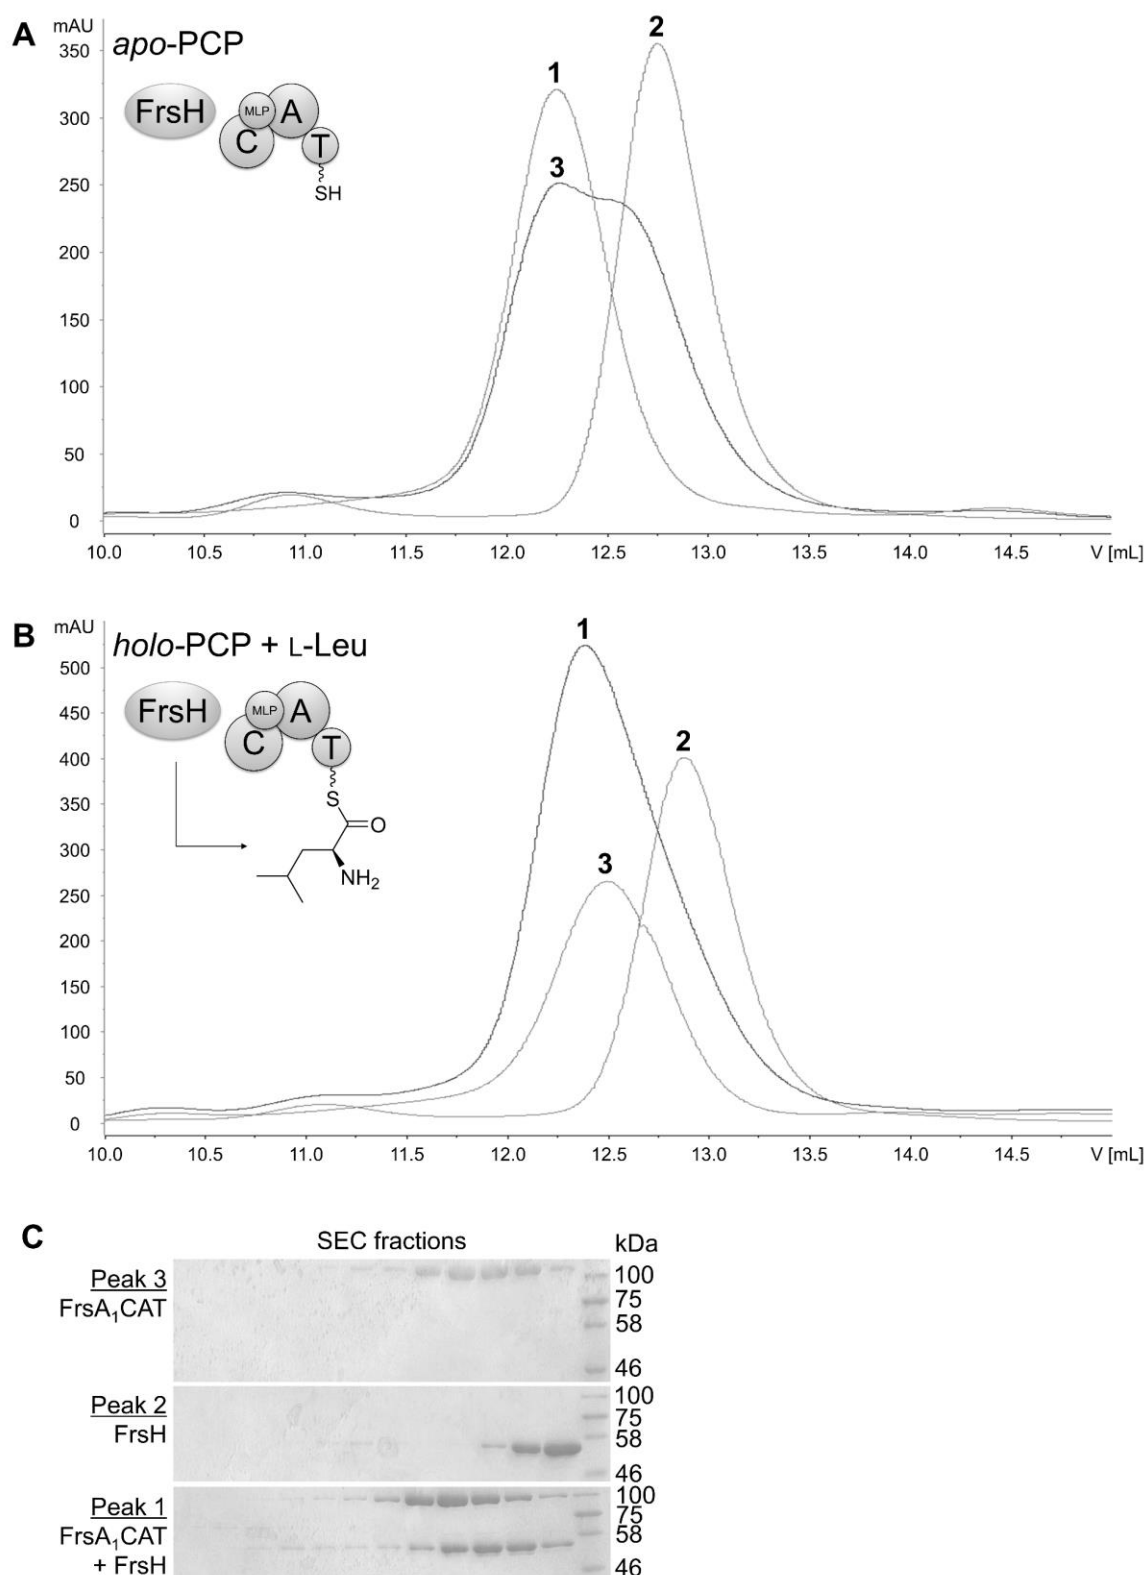 A
mAU
apo-PCP
FrsH
MLP
C
A
T
SH
1
2
3
350
300
250
200
150
100
50
0
10.0 10.5 11.0 11.5 12.0 12.5 13.0 13.5 14.0 14.5 V [mL]
B
mAU
holo-PCP + L-Leu
FrsH
MLP
C
A
T
S
O
NH2
1
2
3
500
450
400
350
300
250
200
150
100
50
0
10.0 10.5 11.0 11.5 12.0 12.5 13.0 13.5 14.0 14.5 V [mL]
C
SEC fractions
kDa
Peak 3
FrsA1CAT
100
75
58
46
Peak 2
FrsH
100
75
58
46
Peak 1
FrsA1CAT
+ FrsH
100
75
58
46